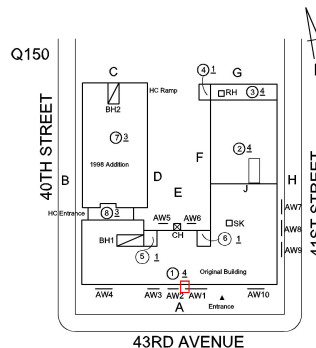 Q150
C
G
④ 1
HC Ramp
RH ③ 4
BH2
⑦ 3
40TH STREET
1998 Addition
② 4
F
B
D
E
J
H
⑧ 3
HC Entrance
AW5 AW6
AW7
SK
AW8
41ST STREET
BH1
CH
AW9
⑤ 1
⑥ 1
① 4
Original Building
AW4 AW3 AW2 AW1 AW10
A
Entrance
43RD AVENUE